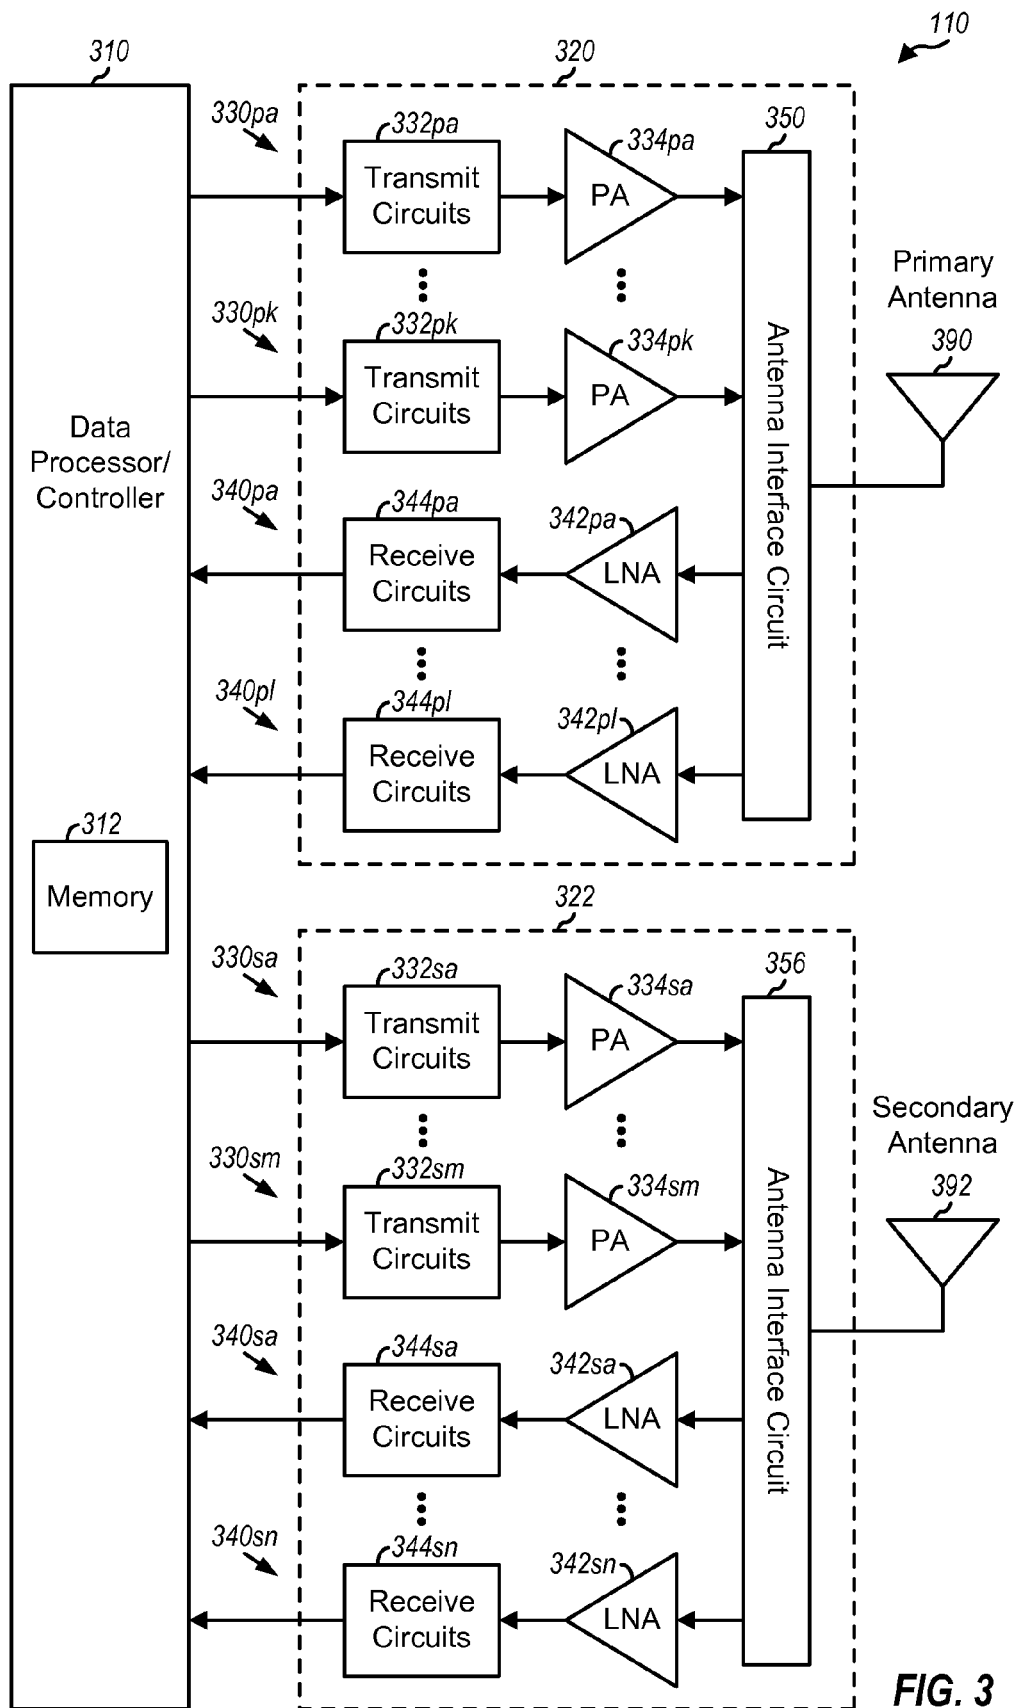 110
310
320
330pa
332pa
334pa
350
Transmit
Circuits
PA
Primary
Antenna
330pk
332pk
334pk
390
Transmit
Circuits
PA
Antenna Interface Circuit
Data
Processor/
Controller
340pa
344pa
342pa
Receive
Circuits
LNA
340pl
344pl
342pl
Receive
Circuits
LNA
312
Memory
322
330sa
332sa
334sa
356
Transmit
Circuits
PA
Secondary
Antenna
330sm
332sm
334sm
392
Transmit
Circuits
PA
Antenna Interface Circuit
340sa
344sa
342sa
Receive
Circuits
LNA
340sn
344sn
342sn
Receive
Circuits
LNA
FIG. 3